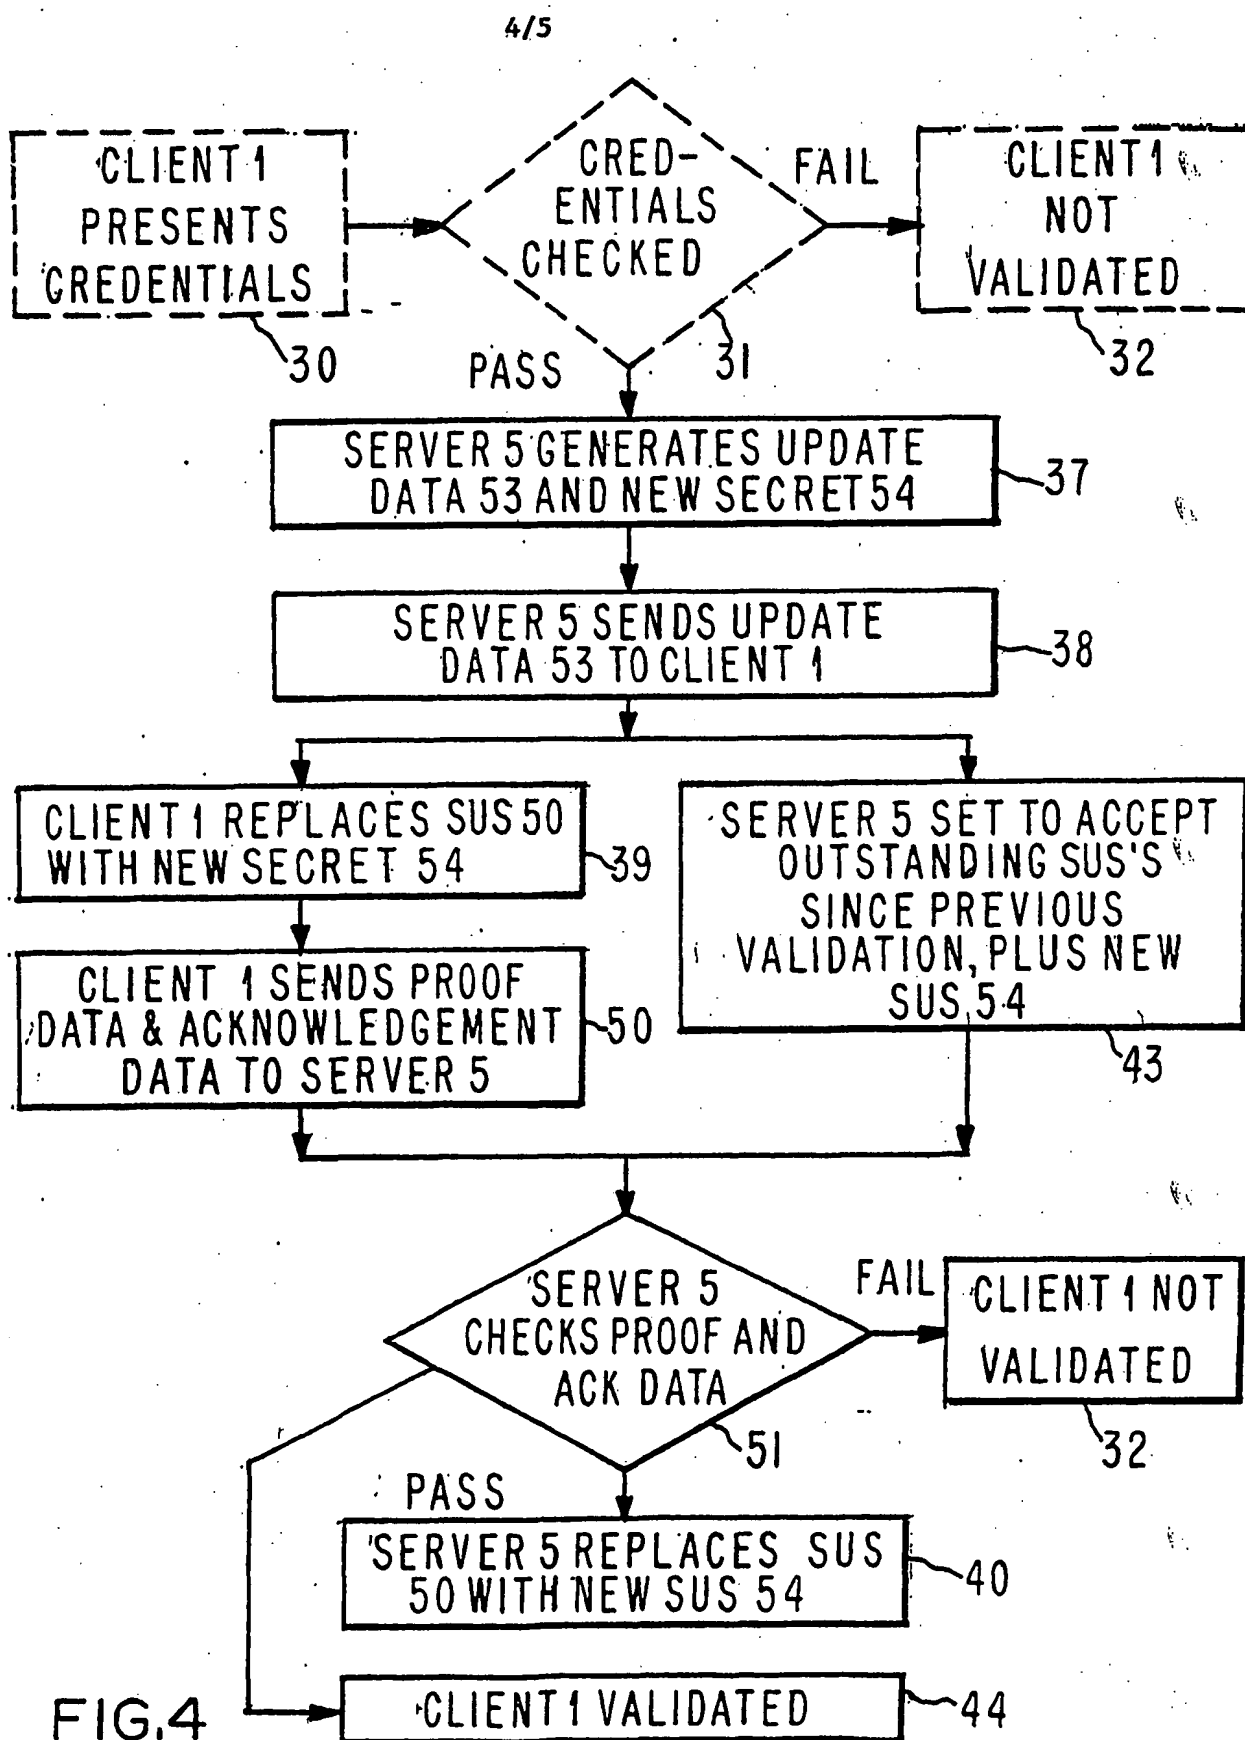 4/5
CLIENT 1
PRESENTS
CREDENTIALS
30
CRED-
ENTIALS
CHECKED
31
FAIL
CLIENT 1
NOT
VALIDATED
32
PASS
SERVER 5 GENERATES UPDATE
DATA 53 AND NEW SECRET 54
37
SERVER 5 SENDS UPDATE
DATA 53 TO CLIENT 1
38
CLIENT 1 REPLACES SUS 50
WITH NEW SECRET 54
39
SERVER 5 SET TO ACCEPT
OUTSTANDING SUS'S
SINCE PREVIOUS
VALIDATION, PLUS NEW
SUS 54
43
CLIENT 1 SENDS PROOF
DATA & ACKNOWLEDGEMENT
DATA TO SERVER 5
50
SERVER 5
CHECKS PROOF AND
ACK DATA
51
FAIL
CLIENT 1 NOT
VALIDATED
32
PASS
SERVER 5 REPLACES SUS
50 WITH NEW SUS 54
40
CLIENT 1 VALIDATED
44
FIG.4